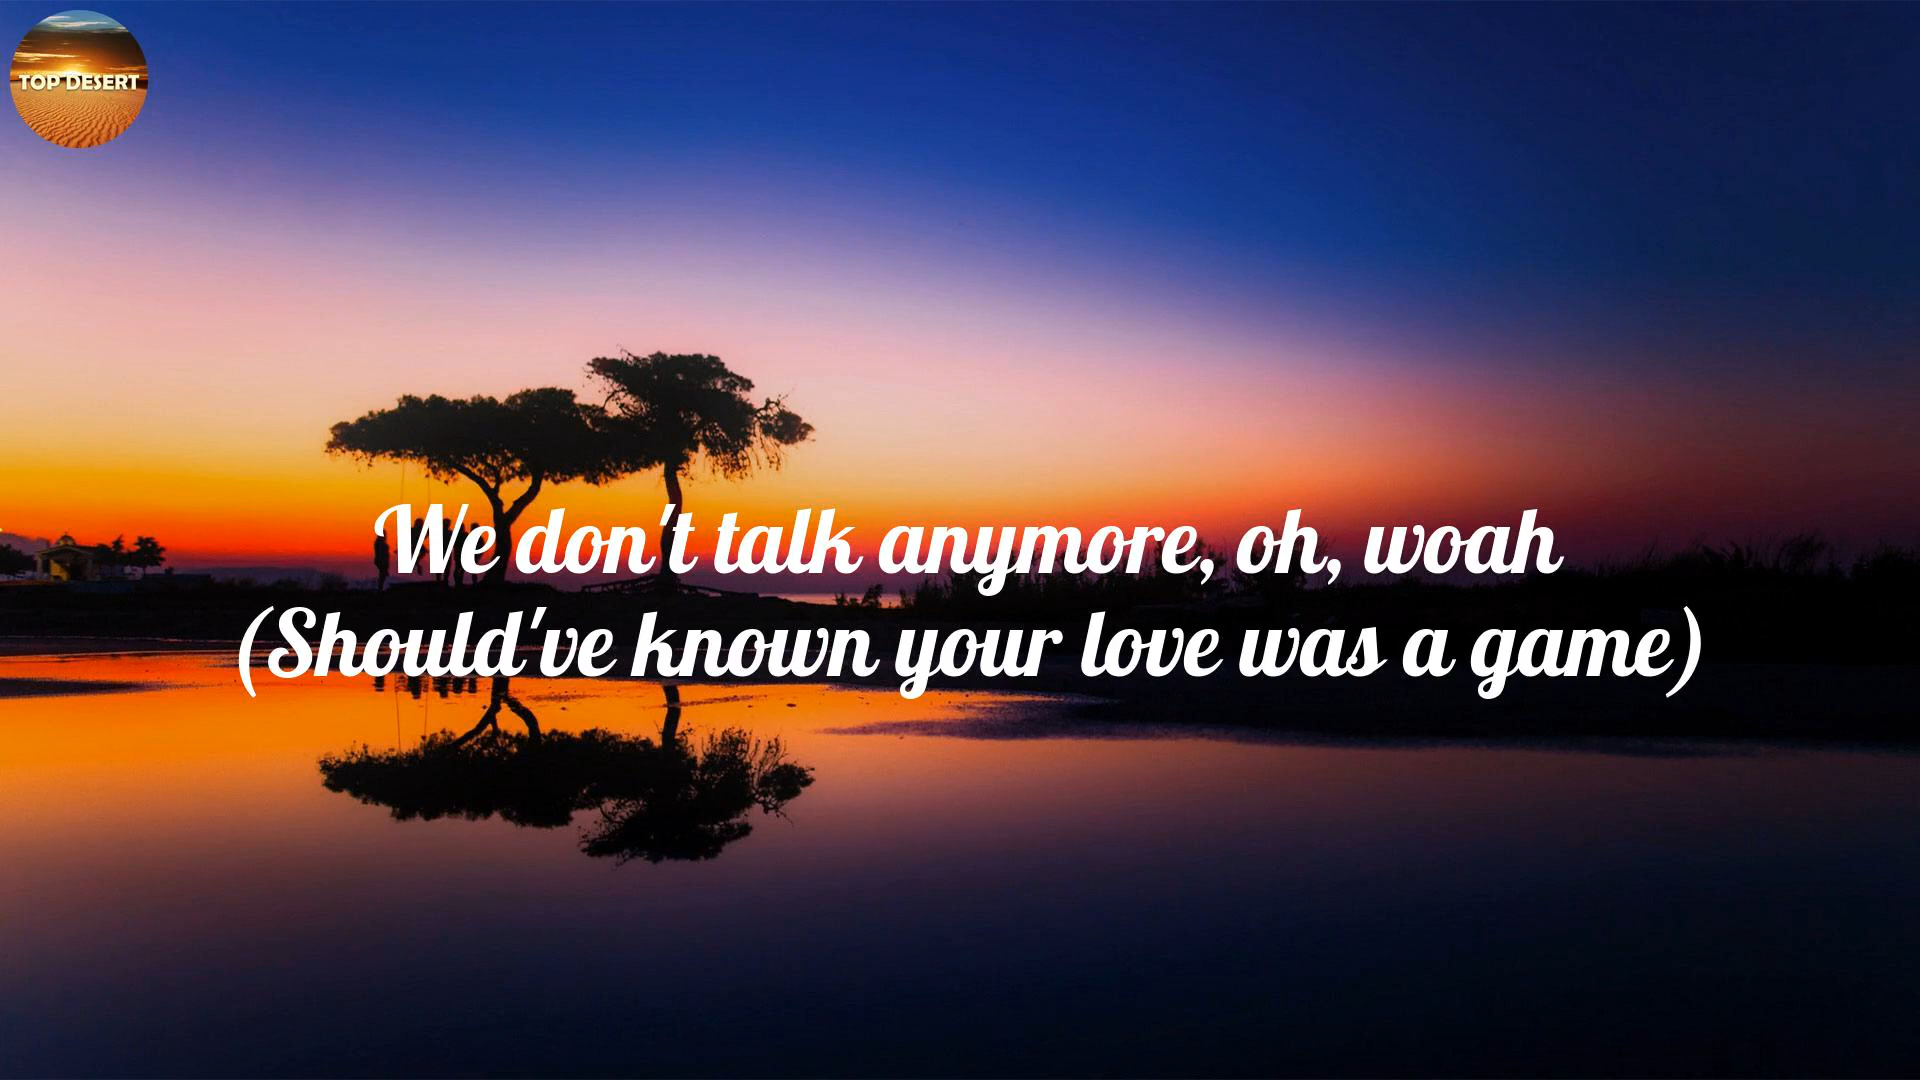 TOP DESERT
We don't talk anymore, oh, woah
(Should've known your love was a game)